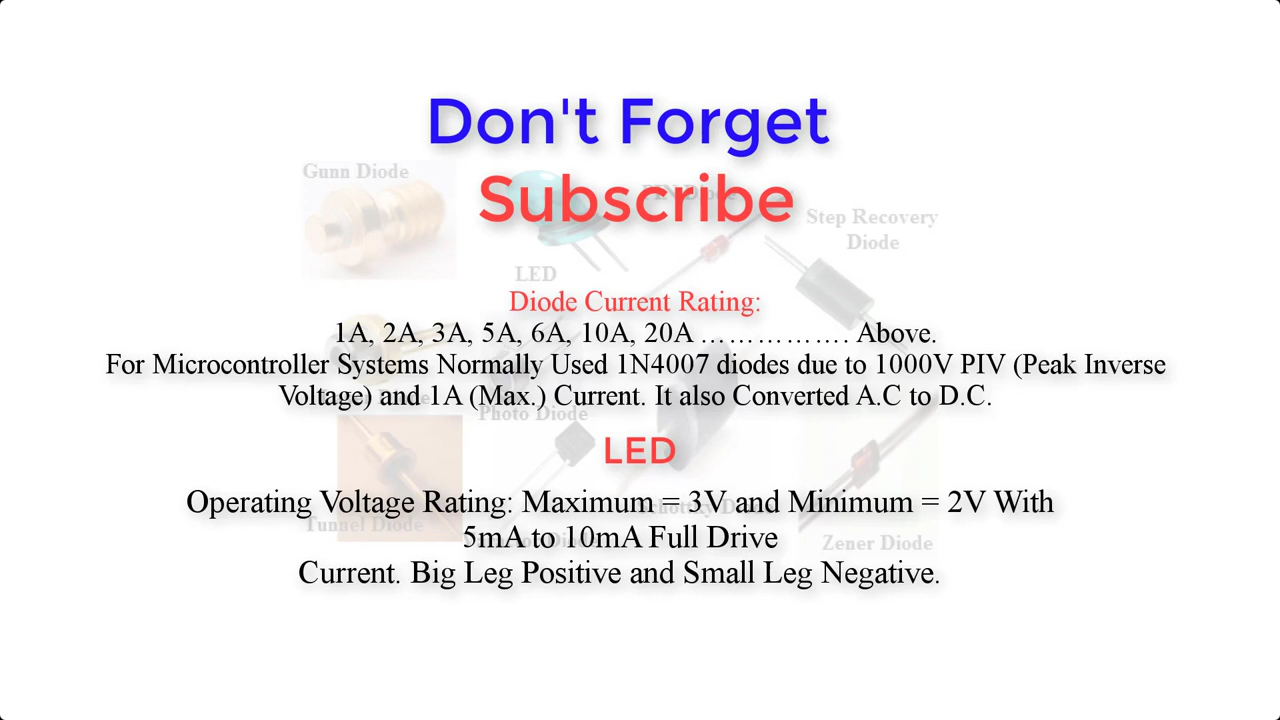 Don't Forget
Gunn Diode
Subscribe
PIN Diode
Step Recovery
Diode
LED
Diode Current Rating:
1A, 2A, 3A, 5A, 6A, 10A, 20A ……………. Above.
For Microcontroller Systems Normally Used 1N4007 diodes due to 1000V PIV (Peak Inverse
Voltage) and 1A (Max.) Current. It also Converted A.C to D.C.
Photo Diode
LED
Operating Voltage Rating: Maximum = 3V and Minimum = 2V With
Tunnel Diode
5mA to 10mA Full Drive
Zener Diode
Current. Big Leg Positive and Small Leg Negative.